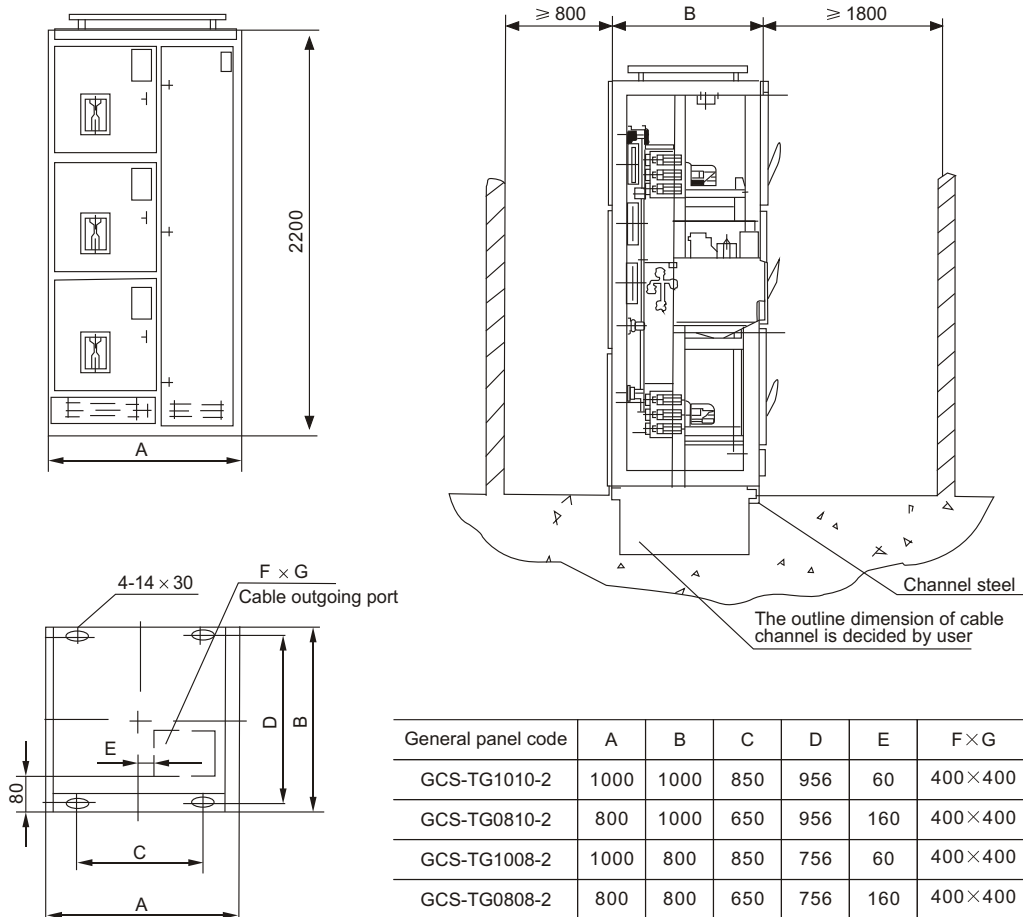 ≥ 800
B
≥ 1800
2200
A
4-14 × 30
F × G
Cable outgoing port
Channel steel
The outline dimension of cable
channel is decided by user
D
B
E
80
C
A
General panel code A B C D E F×G
GCS-TG1010-2 1000 1000 850 956 60 400×400
GCS-TG0810-2 800 1000 650 956 160 400×400
GCS-TG1008-2 1000 800 850 756 60 400×400
GCS-TG0808-2 800 800 650 756 160 400×400